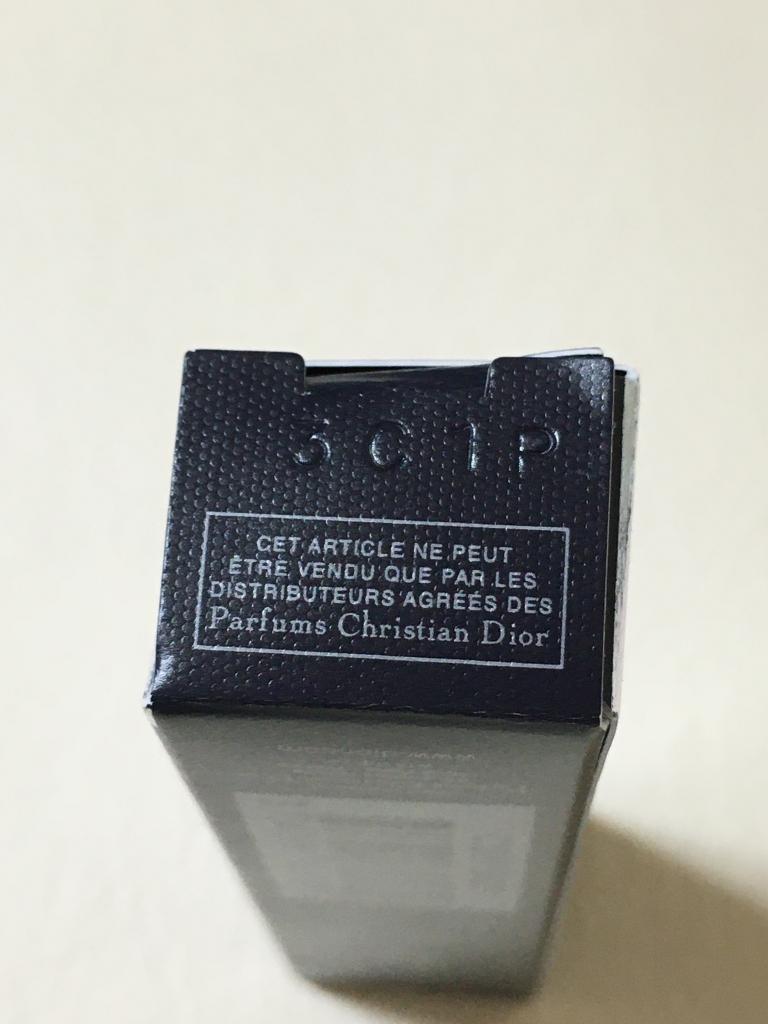 3C1P
CET ARTICLE NE PEUT
ÊTRE VENDU QUE PAR LES
DISTRIBUTEURS AGRÉÉS DES
Parfums Christian Dior